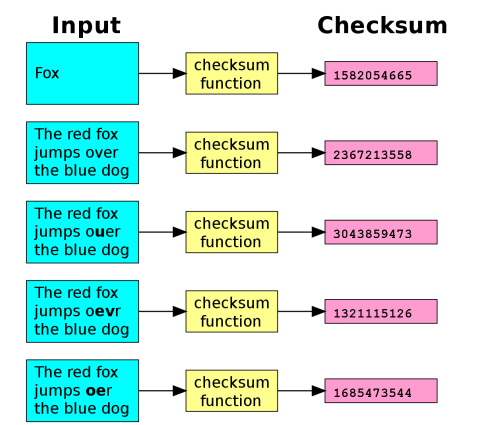 Input Checksum
Fox
checksum
function
1582054665
The red fox
jumps over
the blue dog
checksum
function
2367213558
The red fox
jumps ouer
the blue dog
checksum
function
3043859473
The red fox
jumps oevr
the blue dog
checksum
function
1321115126
The red fox
jumps oer
the blue dog
checksum
function
1685473544